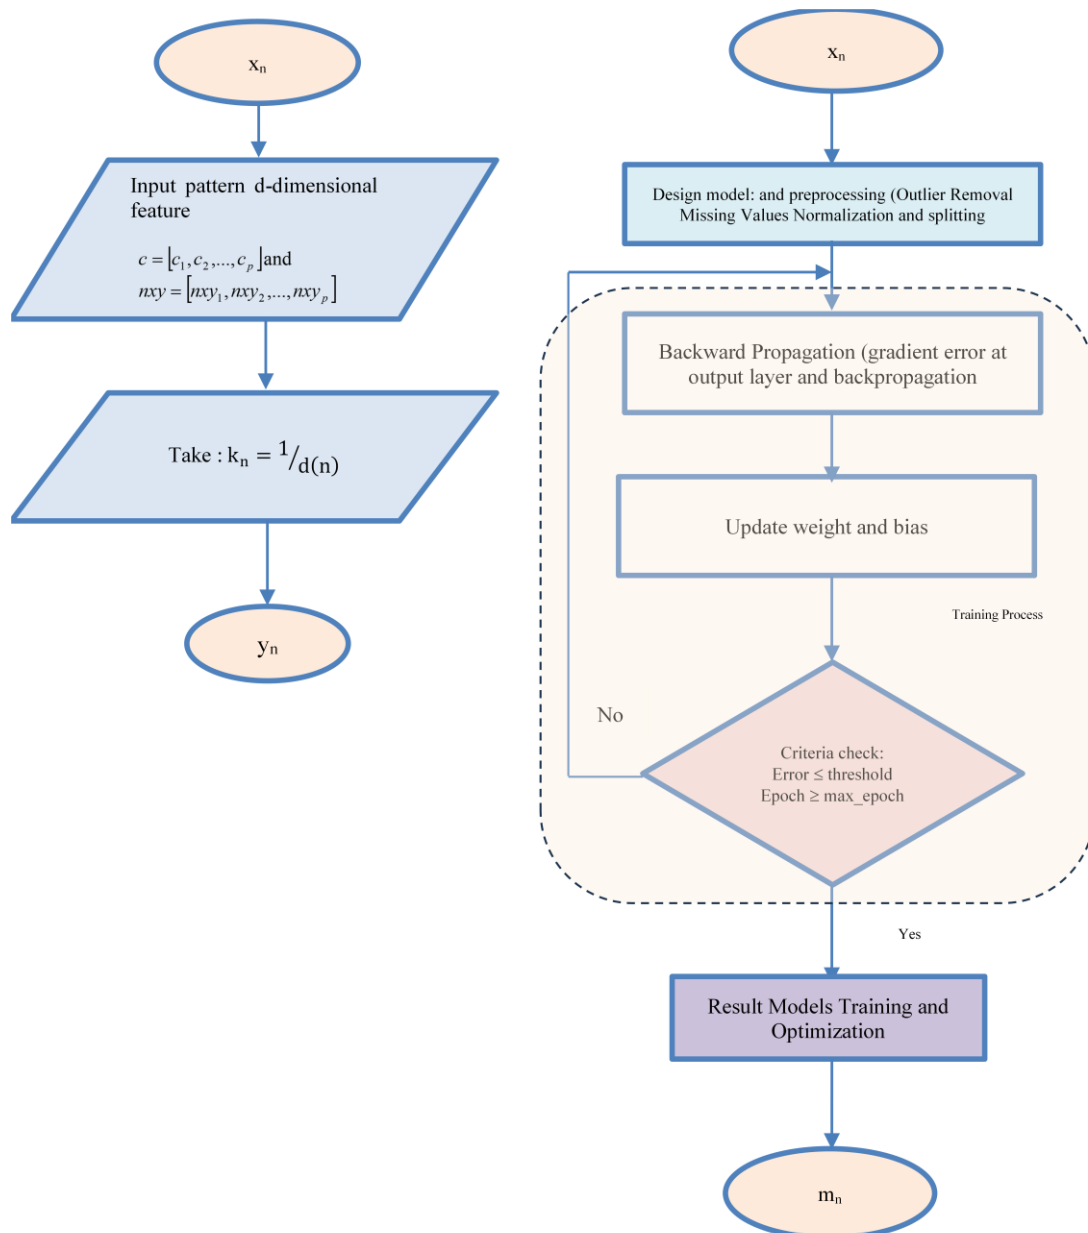 xₙ
Input pattern d-dimensional
feature
c = ⌊c₁, c₂,..., cₚ⌋and
nxy = [nxy₁, nxy₂,..., nxyₚ]
Take : kₙ = 1/d(n)
yₙ
xₙ
Design model: and preprocessing (Outlier Removal
Missing Values Normalization and splitting
Backward Propagation (gradient error at
output layer and backpropagation
Update weight and bias
Training Process
No
Criteria check:
Error ≤ threshold
Epoch ≥ max_epoch
Yes
Result Models Training and
Optimization
mₙ